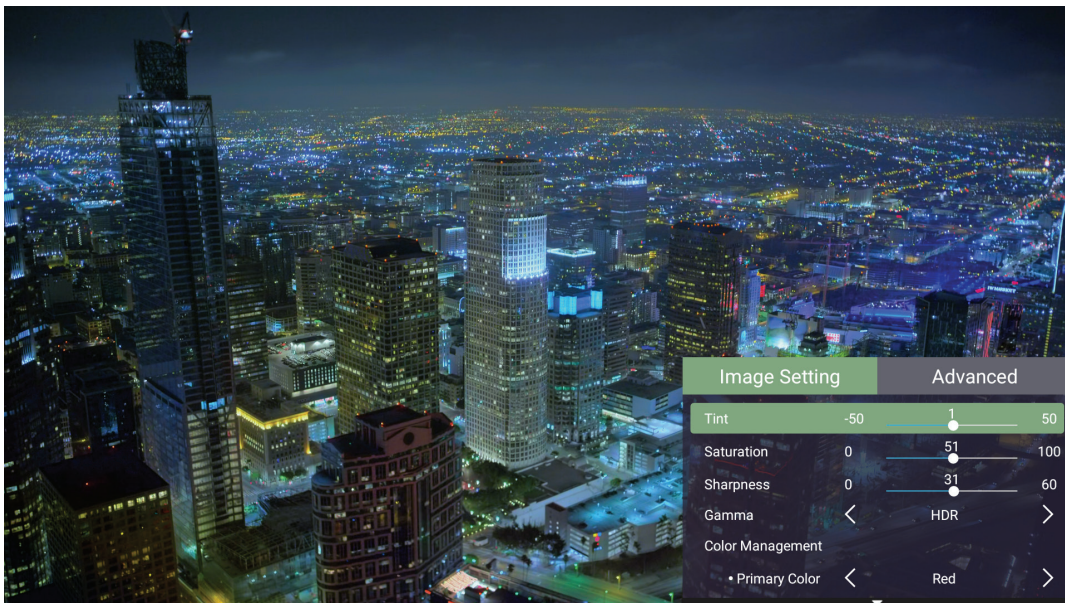 Image Setting Advanced
Tint -50 1 50
Saturation 0 51 100
Sharpness 0 31 60
Gamma HDR
Color Management
• Primary Color Red